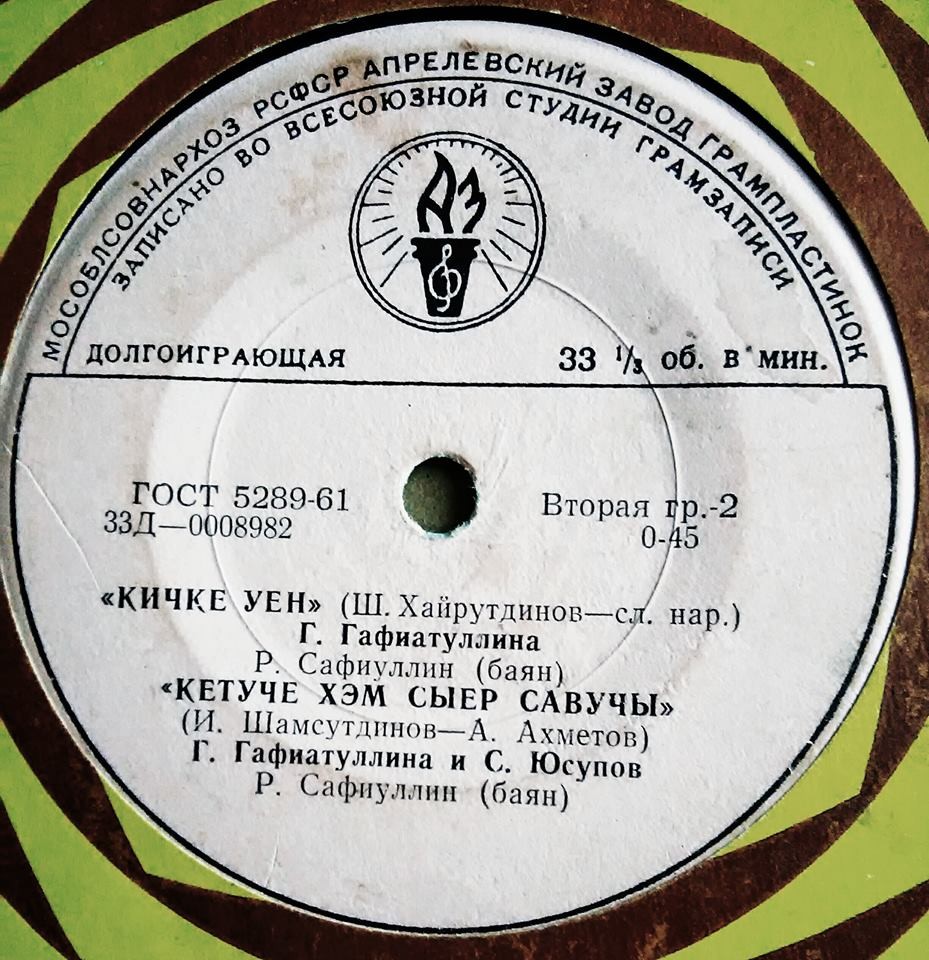 МОСОБЛСОВНАРХОЗ РСФСР АПРЕЛЕВСКИЙ ЗАВОД ГРАМПЛАСТИНОК
ЗАПИСАНО ВО ВСЕСОЮЗНОЙ СТУДИИ ГРАМЗАПИСИ
АЗ
ДОЛГОИГРАЮЩАЯ 33 1/3 об. в мин.
ГОСТ 5289-61 Вторая гр.-2
33Д—0008982 0-45
«КИЧКЕ УЕН» (Ш. Хайрутдинов—сл. нар.)
Г. Гафиатуллина
Р. Сафиуллин (баян)
«КЕТУЧЕ ХЭМ СЫЕР САВУЧЫ»
(И. Шамсутдинов—А. Ахметов)
Г. Гафиатуллина и С. Юсупов
Р. Сафиуллин (баян)